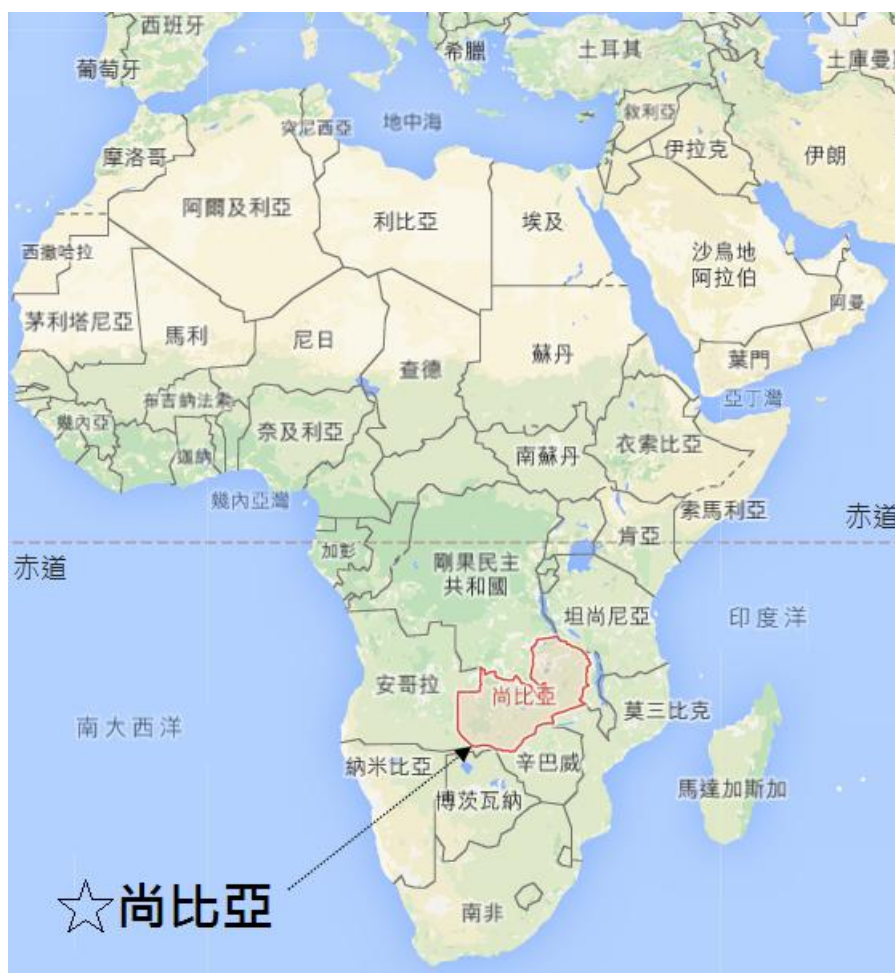 西班牙
葡萄牙
希臘
土耳其
土庫曼
突尼西亞
地中海
敘利亞
伊拉克
伊朗
摩洛哥
阿爾及利亞
利比亞
埃及
西撒哈拉
沙烏地
阿拉伯
阿曼
茅利塔尼亞
馬利
尼日
查德
蘇丹
葉門
亞丁灣
布吉納法索
幾內亞
迦納
奈及利亞
南蘇丹
衣索比亞
幾內亞灣
索馬利亞
赤道
赤道
加彭
剛果民主
共和國
肯亞
坦尚尼亞
印度洋
安哥拉
尚比亞
莫三比克
南大西洋
納米比亞
辛巴威
博茨瓦納
馬達加斯加
☆尚比亞
南非